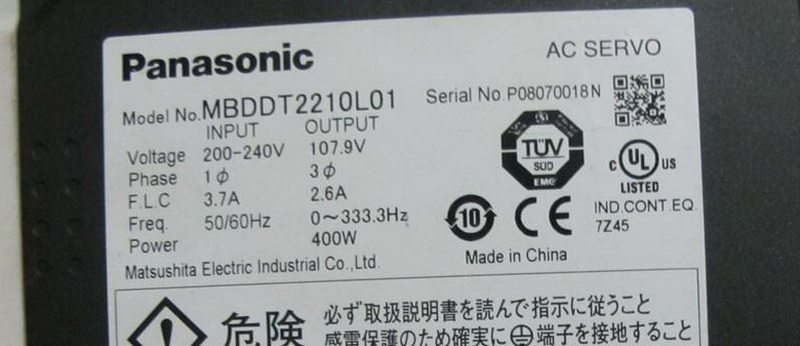 Panasonic
AC SERVO
Model No. MBDDT2210L01
Serial No. P08070018N
INPUT OUTPUT
Voltage 200-240V 107.9V
Phase 1ϕ 3ϕ
F.L.C 3.7A 2.6A
Freq. 50/60Hz 0~333.3Hz
Power 400W
TÜV
SÜD
EMC
C UL US
LISTED
IND.CONT.EQ.
7Z45
10
CE
Made in China
Matsushita Electric Industrial Co.,Ltd.
危険
必ず取扱説明書を読んで指示に従うこと
感電保護のため確実に⏚端子を接地すること